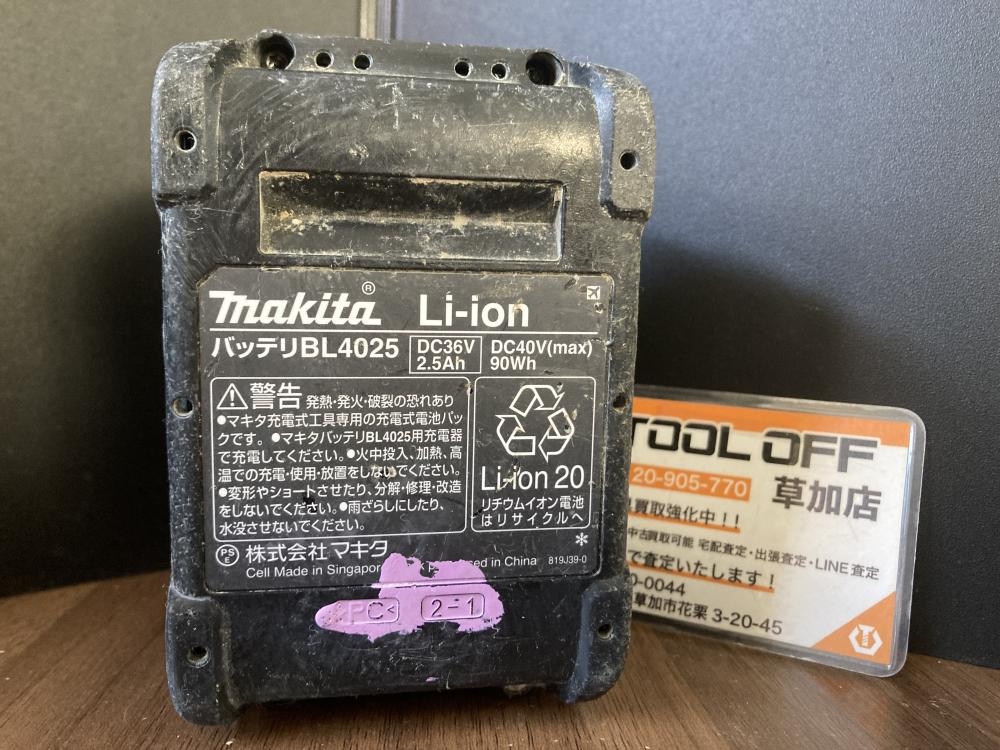 makita® Li-ion
バッテリBL4025 DC36V 2.5Ah DC40V(max) 90Wh
警告 発熱・発火・破裂の恐れあり
●マキタ充電式工具専用の充電式電池パッ
クです。●マキタバッテリBL4025用充電器
で充電してください。●火中投入、加熱、高
温での充電・使用・放置をしないでください。
●変形やショートさせたり、分解・修理・改造
をしないでください。●雨ざらしにしたり、
水没させないでください。
Li-ion 20
リチウムイオン電池
はリサイクルへ
*
PS
E
株式会社マキタ
Cell Made in Singapore in China 819J39-0
PC< 2-1
TOOL OFF
20-905-770 草加店
買取強化中!!
中古買取可能 宅配査定・出張査定・LINE査定
で査定いたします!
0-0044
草加市花栗 3-20-45